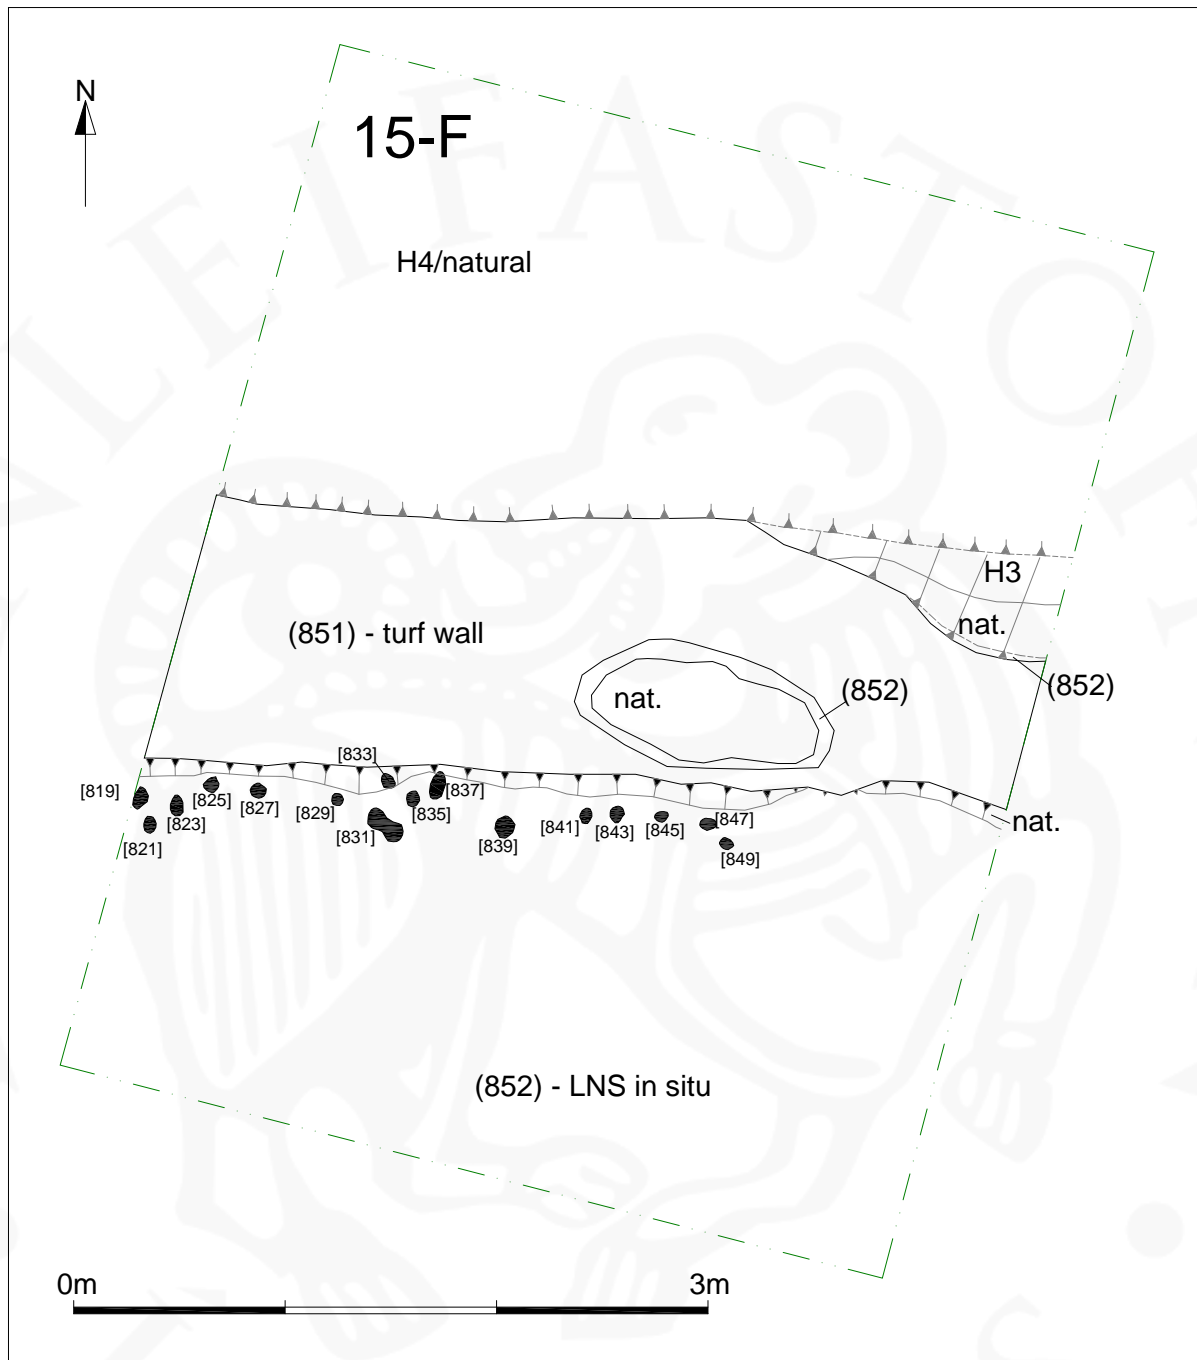 N
15-F
H4/natural
H3
(851) - turf wall
nat.
nat.
(852)
(852)
[833]
[819]
[825]
[827]
[837]
[829]
[823]
[835]
[821]
[831]
[839]
[841]
[843]
[845]
[847]
nat.
[849]
(852) - LNS in situ
0m
3m